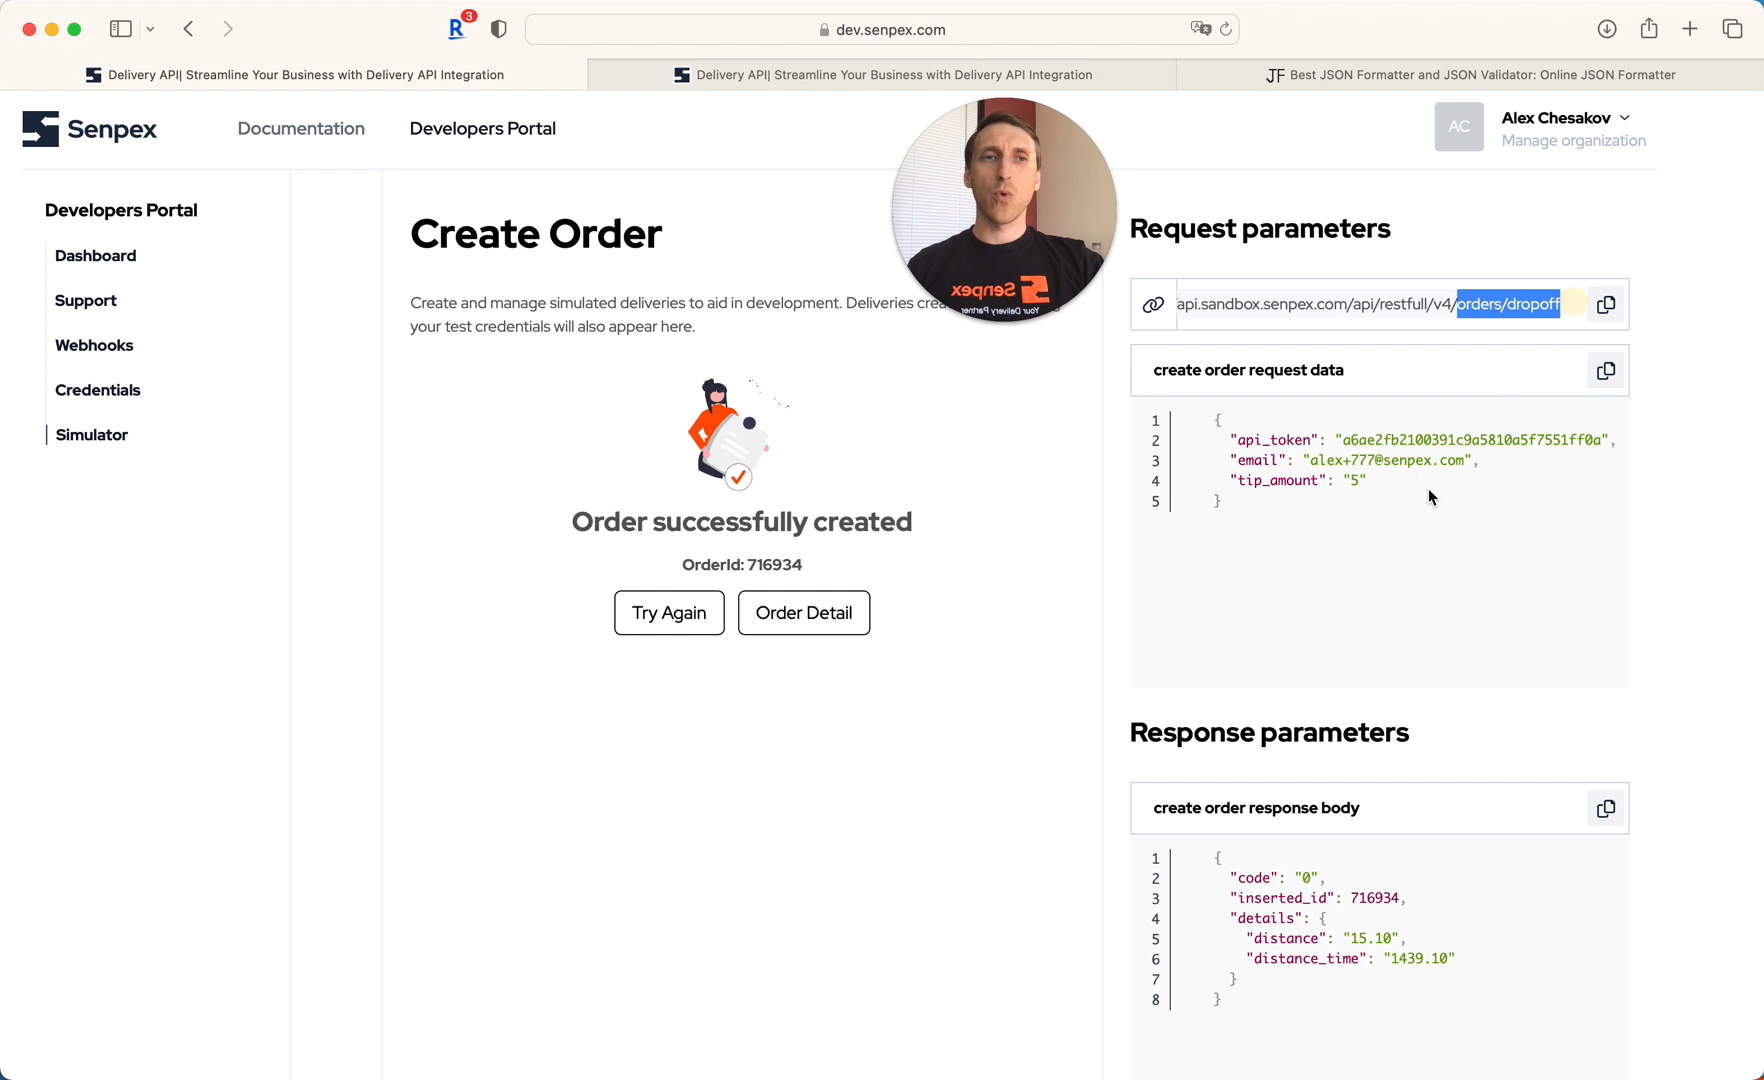 R 3
dev.senpex.com
Delivery API| Streamline Your Business with Delivery API Integration
Delivery API| Streamline Your Business with Delivery API Integration
JF Best JSON Formatter and JSON Validator: Online JSON Formatter
Senpex
Documentation
Developers Portal
AC
Alex Chesakov
Manage organization
Developers Portal
Dashboard
Support
Webhooks
Credentials
Simulator
Create Order
Create and manage simulated deliveries to aid in development. Deliveries
your test credentials will also appear here.
Senpex
Your Delivery Partner
Order successfully created
OrderId: 716934
Try Again
Order Detail
Request parameters
api.sandbox.senpex.com/api/restfull/v4/orders/dropoff
create order request data
1 {
2 "api_token": "a6ae2fb2100391c9a5810a5f7551ff0a",
3 "email": "alex+777@senpex.com",
4 "tip_amount": "5"
5 }
Response parameters
create order response body
1 {
2 "code": "0",
3 "inserted_id": 716934,
4 "details": {
5 "distance": "15.10",
6 "distance_time": "1439.10"
7 }
8 }